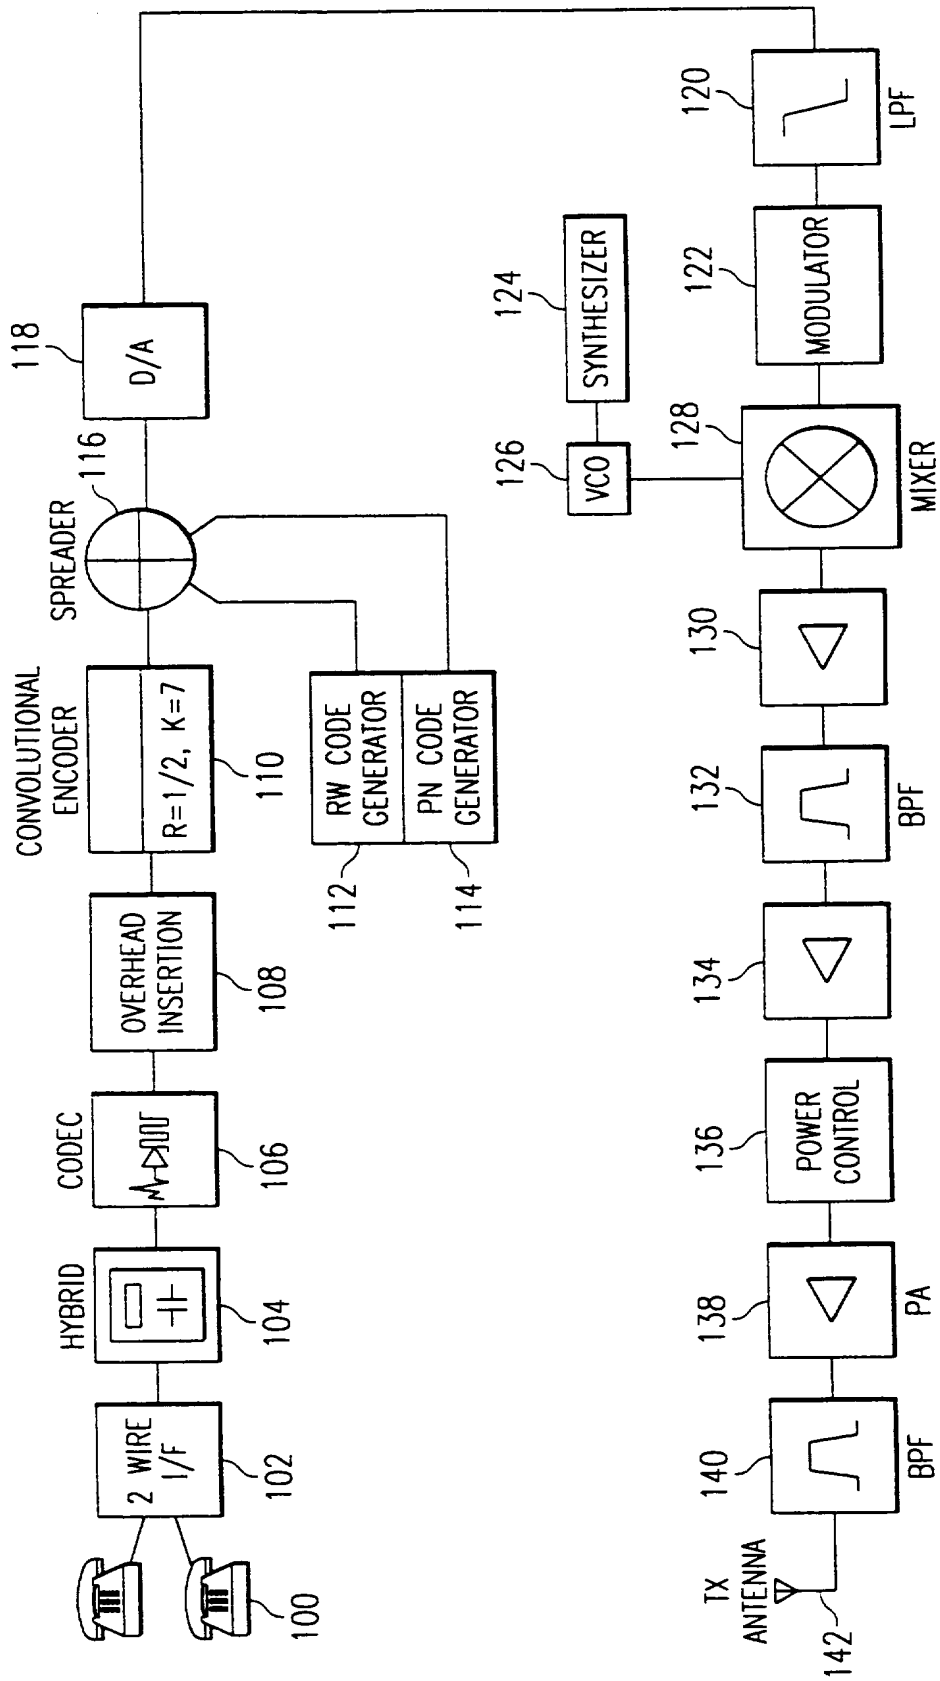 100
2 WIRE
I/F
102
HYBRID
104
CODEC
106
OVERHEAD
INSERTION
108
CONVOLUTIONAL
ENCODER
R=1/2, K=7
110
RW CODE
GENERATOR
112
PN CODE
GENERATOR
114
SPREADER
116
118
D/A
120
LPF
122
MODULATOR
124
SYNTHESIZER
126
VCO
128
MIXER
130
132
BPF
134
136
POWER
CONTROL
138
PA
140
BPF
TX
ANTENNA
142